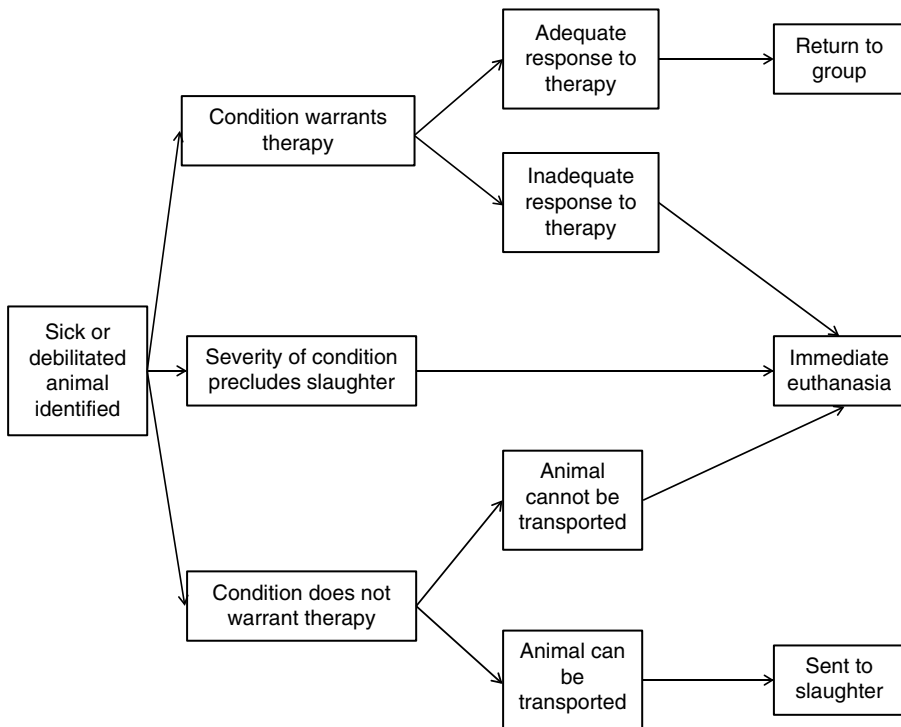 Adequate
response to
therapy
Return to
group
Condition warrants
therapy
Inadequate
response to
therapy
Sick or
debilitated
animal
identified
Severity of condition
precludes slaughter
Immediate
euthanasia
Animal
cannot be
transported
Condition does not
warrant therapy
Animal can
be
transported
Sent to
slaughter